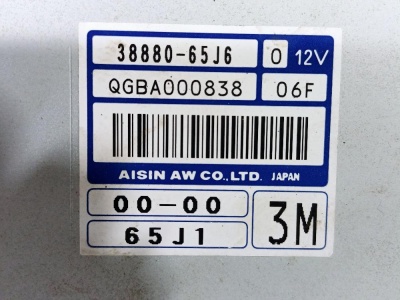 38880-65J6 0 12V
QGBA000838 06F
AISIN AW CO.,LTD. JAPAN
00-00
65J1 3M